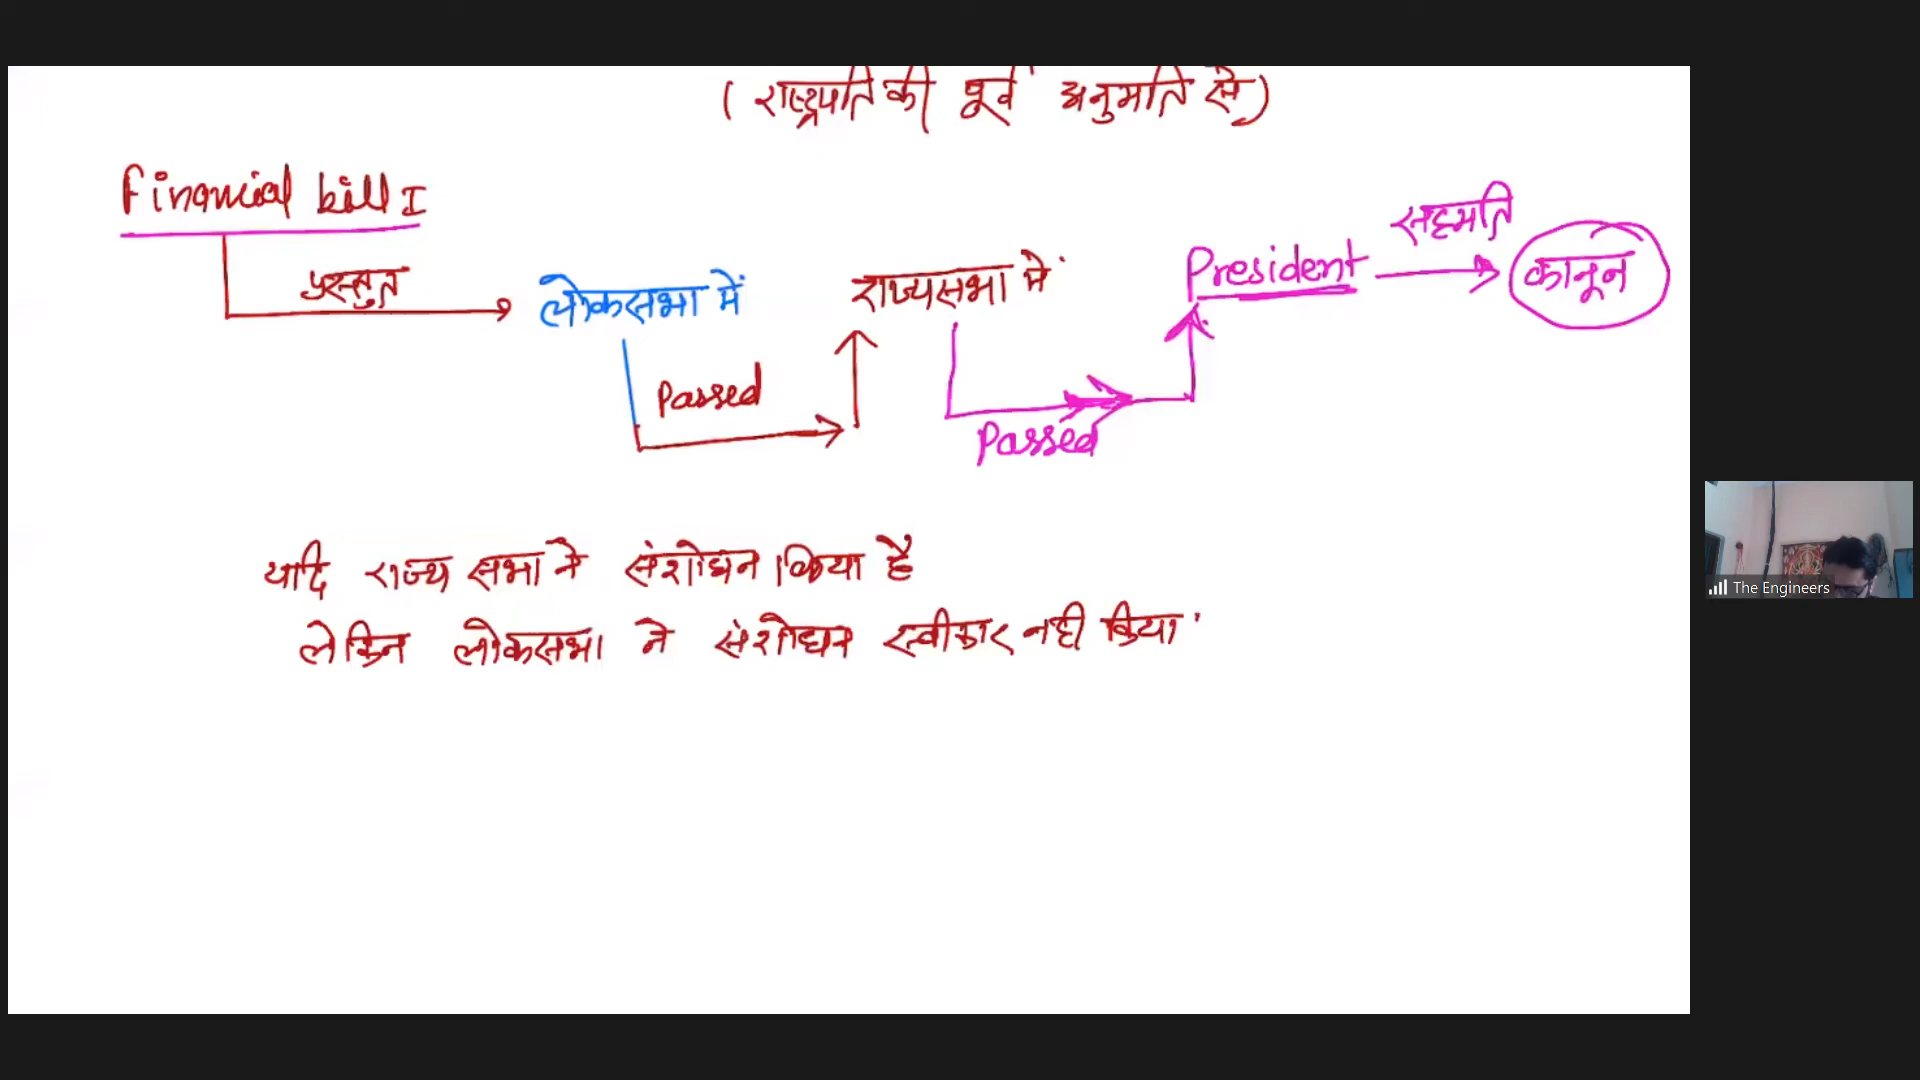 (राष्ट्रपति की पूर्व अनुमति से)
Financial bill I
प्रस्तुत
लोकसभा में
राज्यसभा में
President
सहमति
कानून
Passed
Passed
यदि राज्य सभा ने संशोधन किया है
लेकिन लोकसभा ने संशोधन स्वीकार नही किया
The Engineers